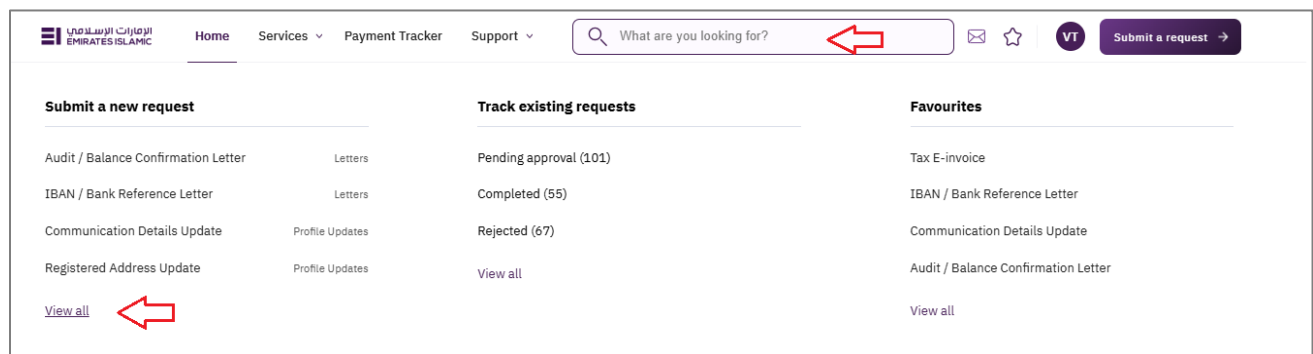 الإمارات الإسلامي
EMIRATES ISLAMIC
Home
Services
Payment Tracker
Support
What are you looking for?
VT
Submit a request →
Submit a new request
Audit / Balance Confirmation Letter Letters
IBAN / Bank Reference Letter Letters
Communication Details Update Profile Updates
Registered Address Update Profile Updates
View all
Track existing requests
Pending approval (101)
Completed (55)
Rejected (67)
View all
Favourites
Tax E-invoice
IBAN / Bank Reference Letter
Communication Details Update
Audit / Balance Confirmation Letter
View all